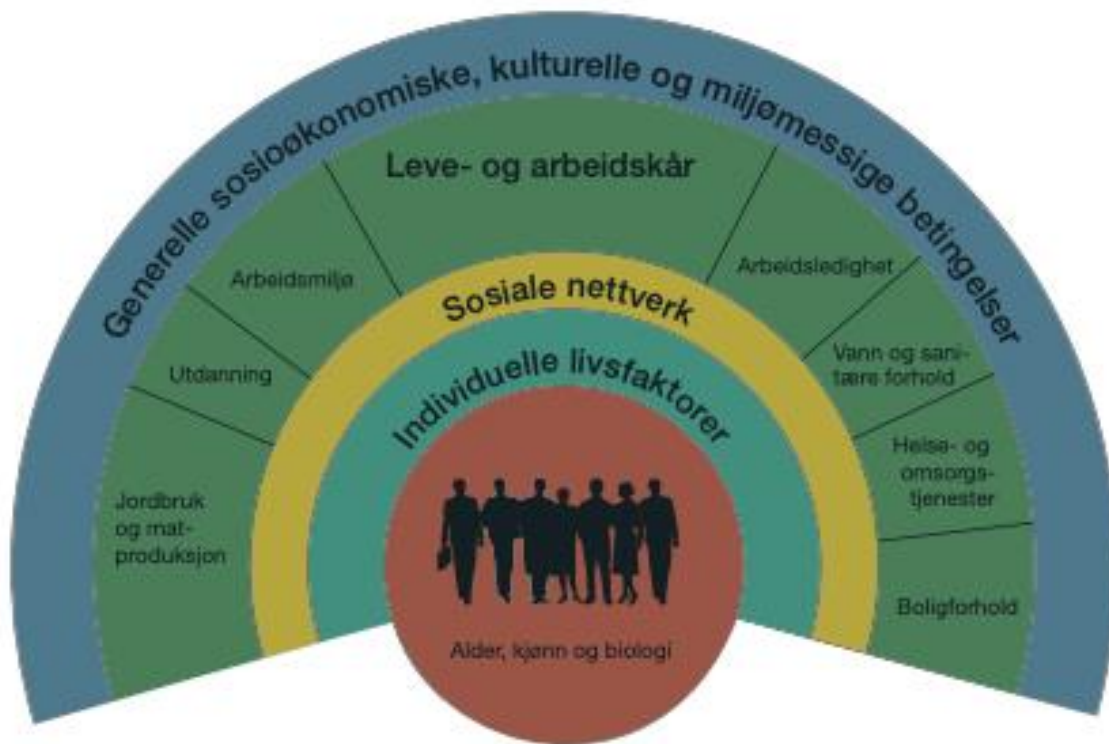 Generelle sosioøkonomiske, kulturelle og miljømessige betingelser
Leve- og arbeidskår
Arbeidsmiljø
Arbeidsledighet
Sosiale nettverk
Utdanning
Vann og sani-
tære forhold
Individuelle livsfaktorer
Jordbruk
og mat-
produksjon
Helse- og
omsorgs-
tjenester
Boligforhold
Alder, kjønn og biologi